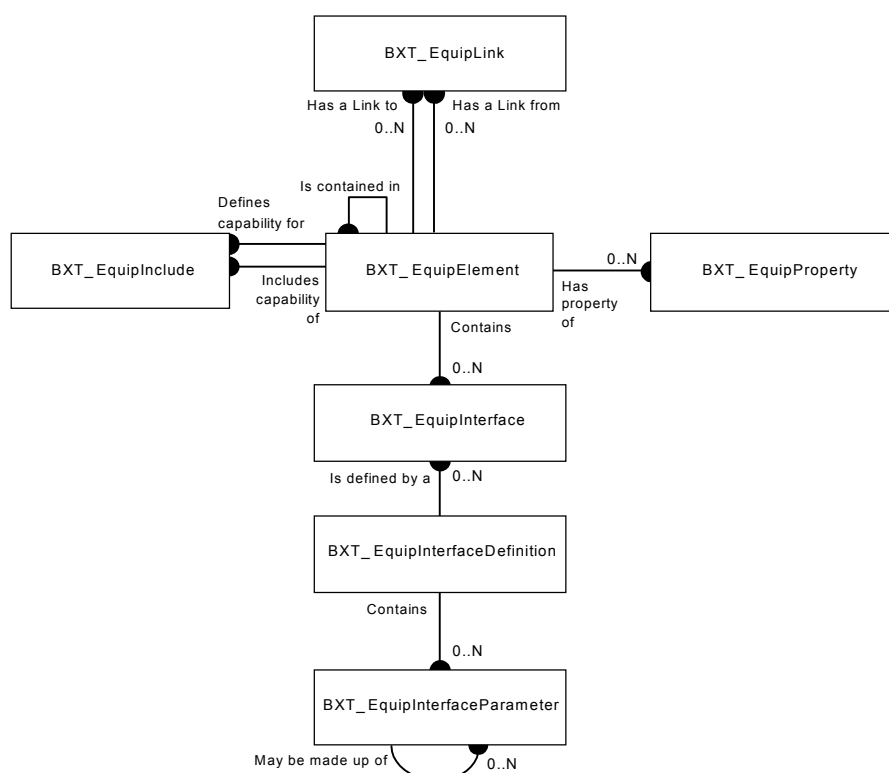 BXT_EquipLink
Has a Link to
Has a Link from
0..N
0..N
Is contained in
Defines
capability for
BXT_EquipInclude
BXT_EquipElement
0..N
BXT_EquipProperty
Includes
capability
of
Has
property
of
Contains
0..N
BXT_EquipInterface
Is defined by a
0..N
BXT_EquipInterfaceDefinition
Contains
0..N
BXT_EquipInterfaceParameter
May be made up of
0..N